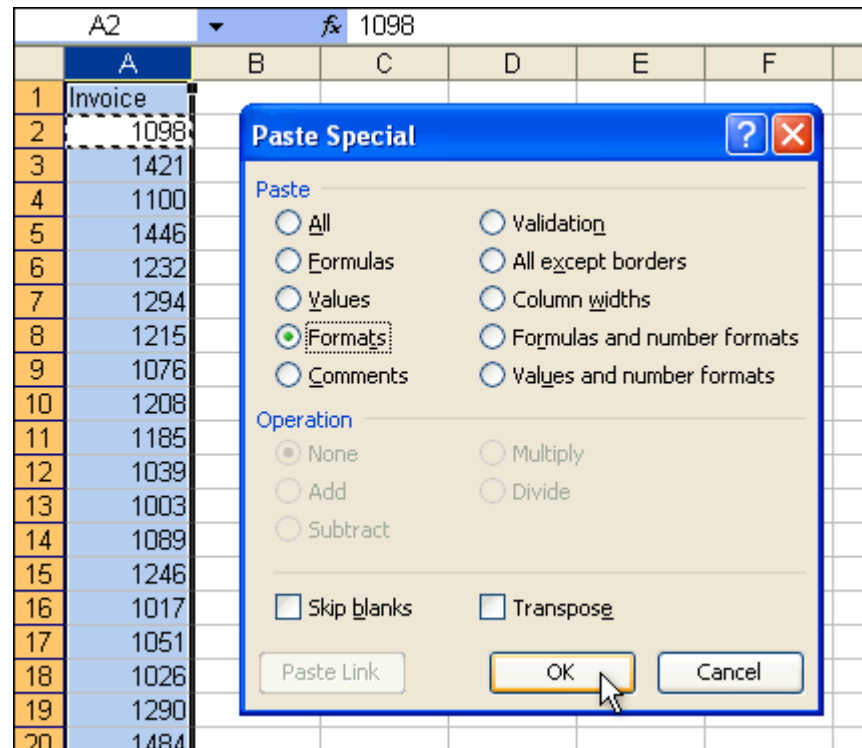 A2 fx 1098
A B C D E F
1 Invoice
2 1098
3 1421
4 1100
5 1446
6 1232
7 1294
8 1215
9 1076
10 1208
11 1185
12 1039
13 1003
14 1089
15 1246
16 1017
17 1051
18 1026
19 1290
20 1484
Paste Special ?
Paste
All Validation
Formulas All except borders
Values Column widths
Formats Formulas and number formats
Comments Values and number formats
Operation
None Multiply
Add Divide
Subtract
Skip blanks Transpose
Paste Link OK Cancel